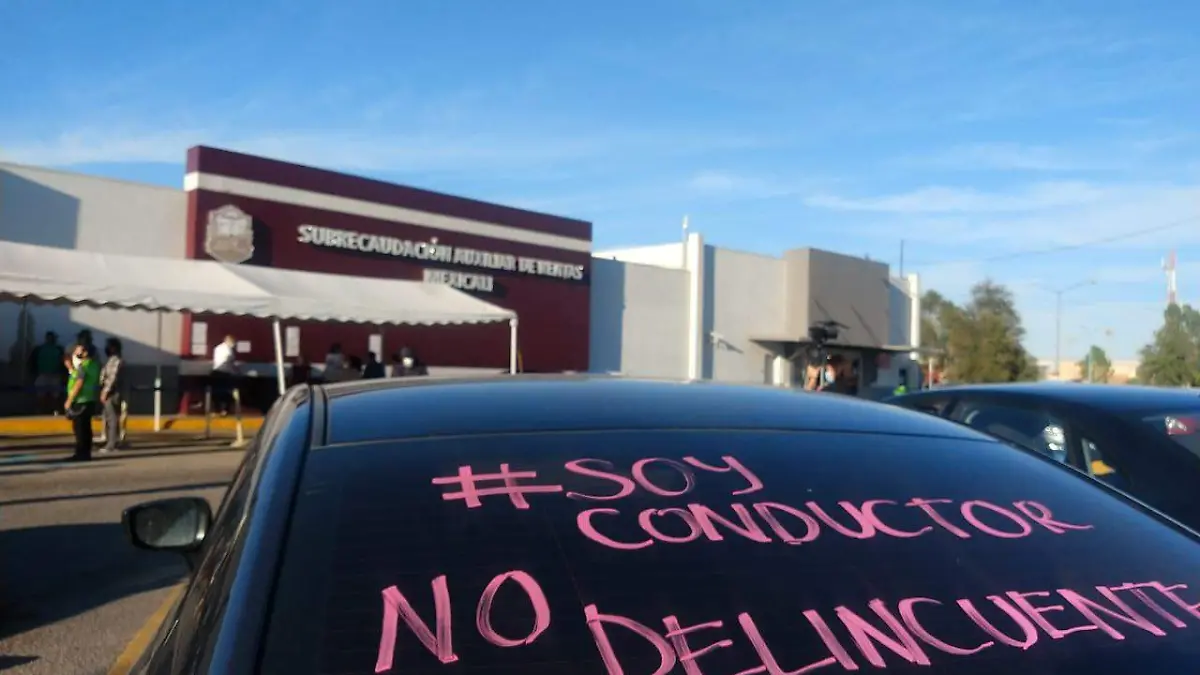 SUBRECAUDACIÓN AUXILIAR DE RENTAS
MEXICALI
#SOY
CONDUCTOR
NO DELINCUENTE